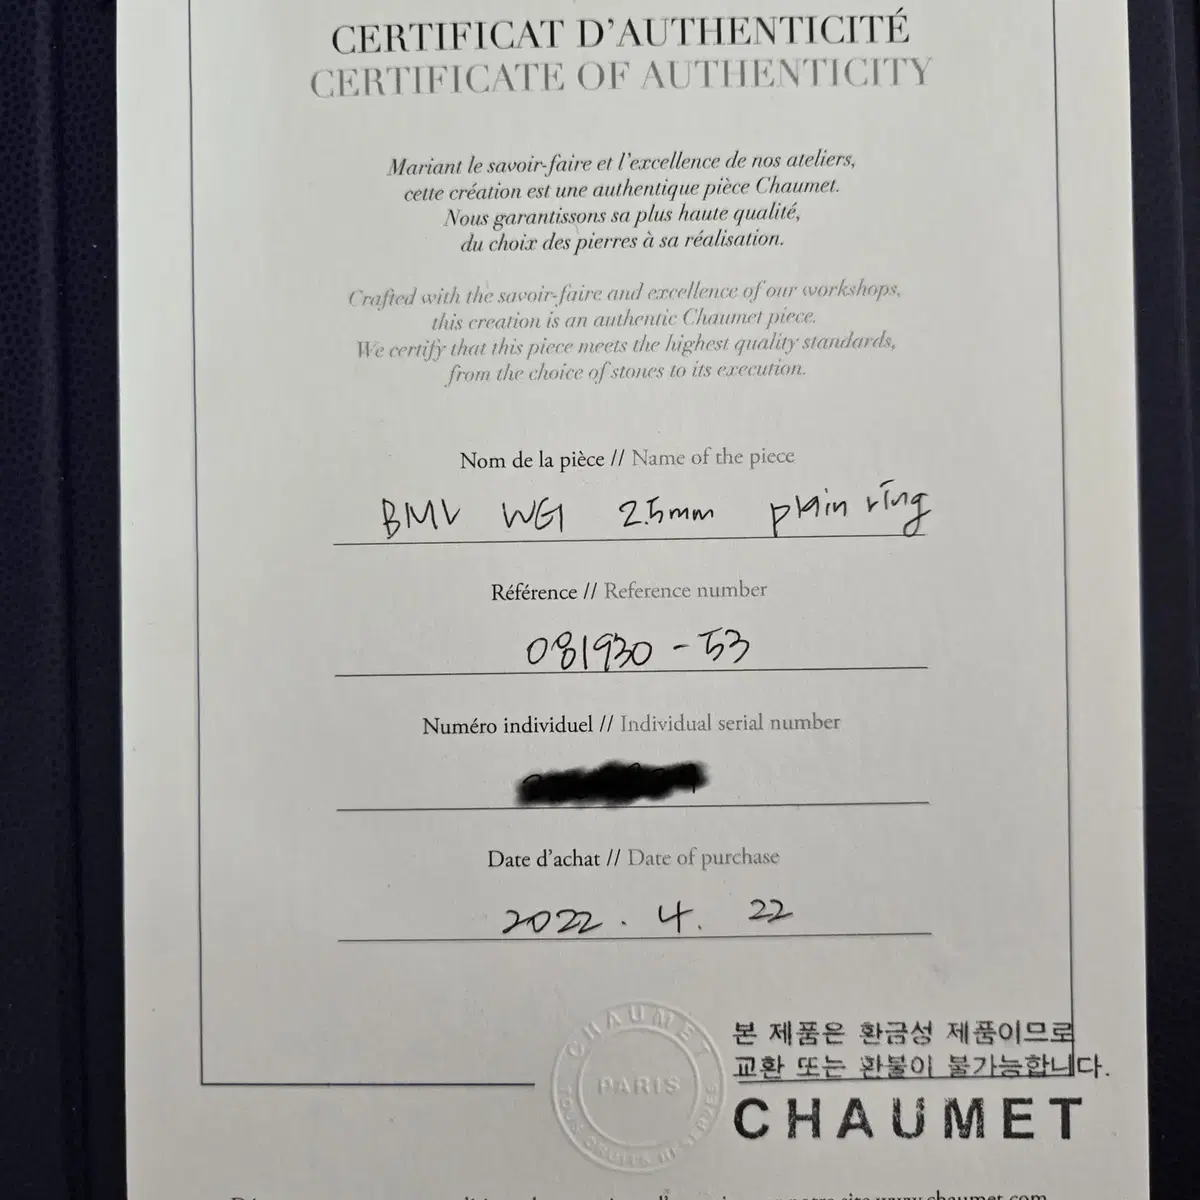 CERTIFICAT D'AUTHENTICITÉ
CERTIFICATE OF AUTHENTICITY
Mariant le savoir-faire et l'excellence de nos ateliers,
cette création est une authentique pièce Chaumet.
Nous garantissons sa plus haute qualité,
du choix des pierres à sa réalisation.
Crafted with the savoir-faire and excellence of our workshops,
this creation is an authentic Chaumet piece.
We certify that this piece meets the highest quality standards,
from the choice of stones to its execution.
Nom de la pièce // Name of the piece
BML WG 2.5mm plain ring
Référence // Reference number
081930 - 53
Numéro individuel // Individual serial number
Date d'achat // Date of purchase
2022. 4. 22
CHAUMET
PARIS
본 제품은 환금성 제품이므로
교환 또는 환불이 불가능합니다.
CHAUMET
www.chaumet.com